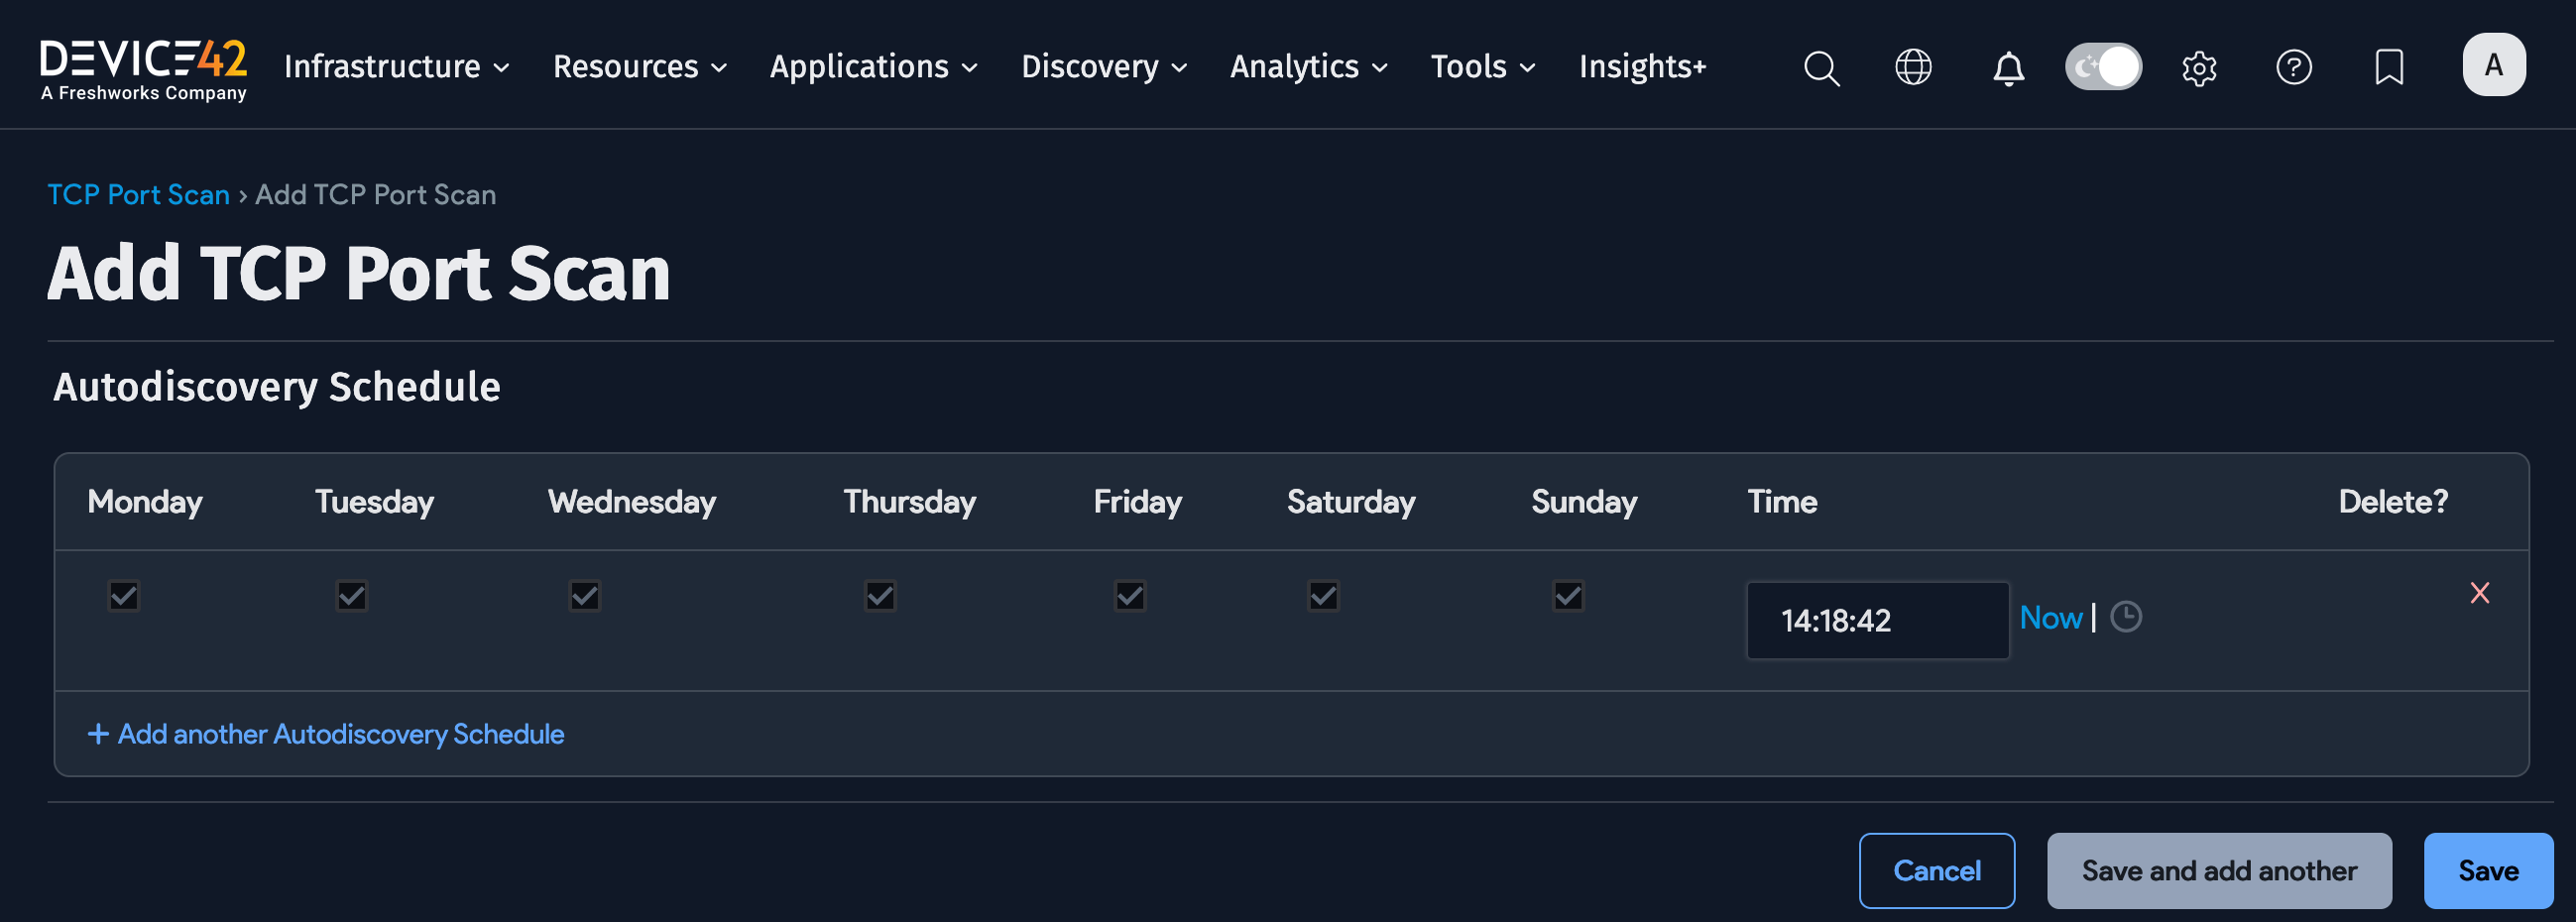 DEVICE42
A Freshworks Company
Infrastructure Resources Applications Discovery Analytics Tools Insights+ A
TCP Port Scan › Add TCP Port Scan
Add TCP Port Scan
Autodiscovery Schedule
Monday Tuesday Wednesday Thursday Friday Saturday Sunday Time Delete?
14:18:42 Now |
+ Add another Autodiscovery Schedule
Cancel Save and add another Save